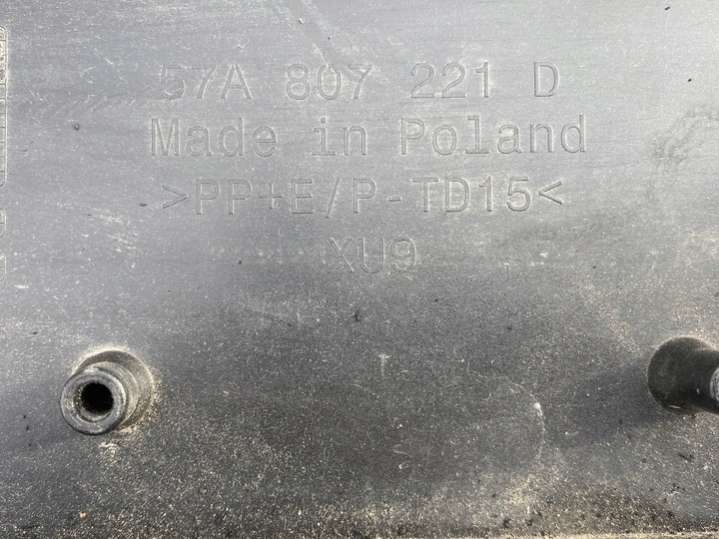 57A 807 221 D
Made in Poland
>PP+E/P-TD15<
XU9